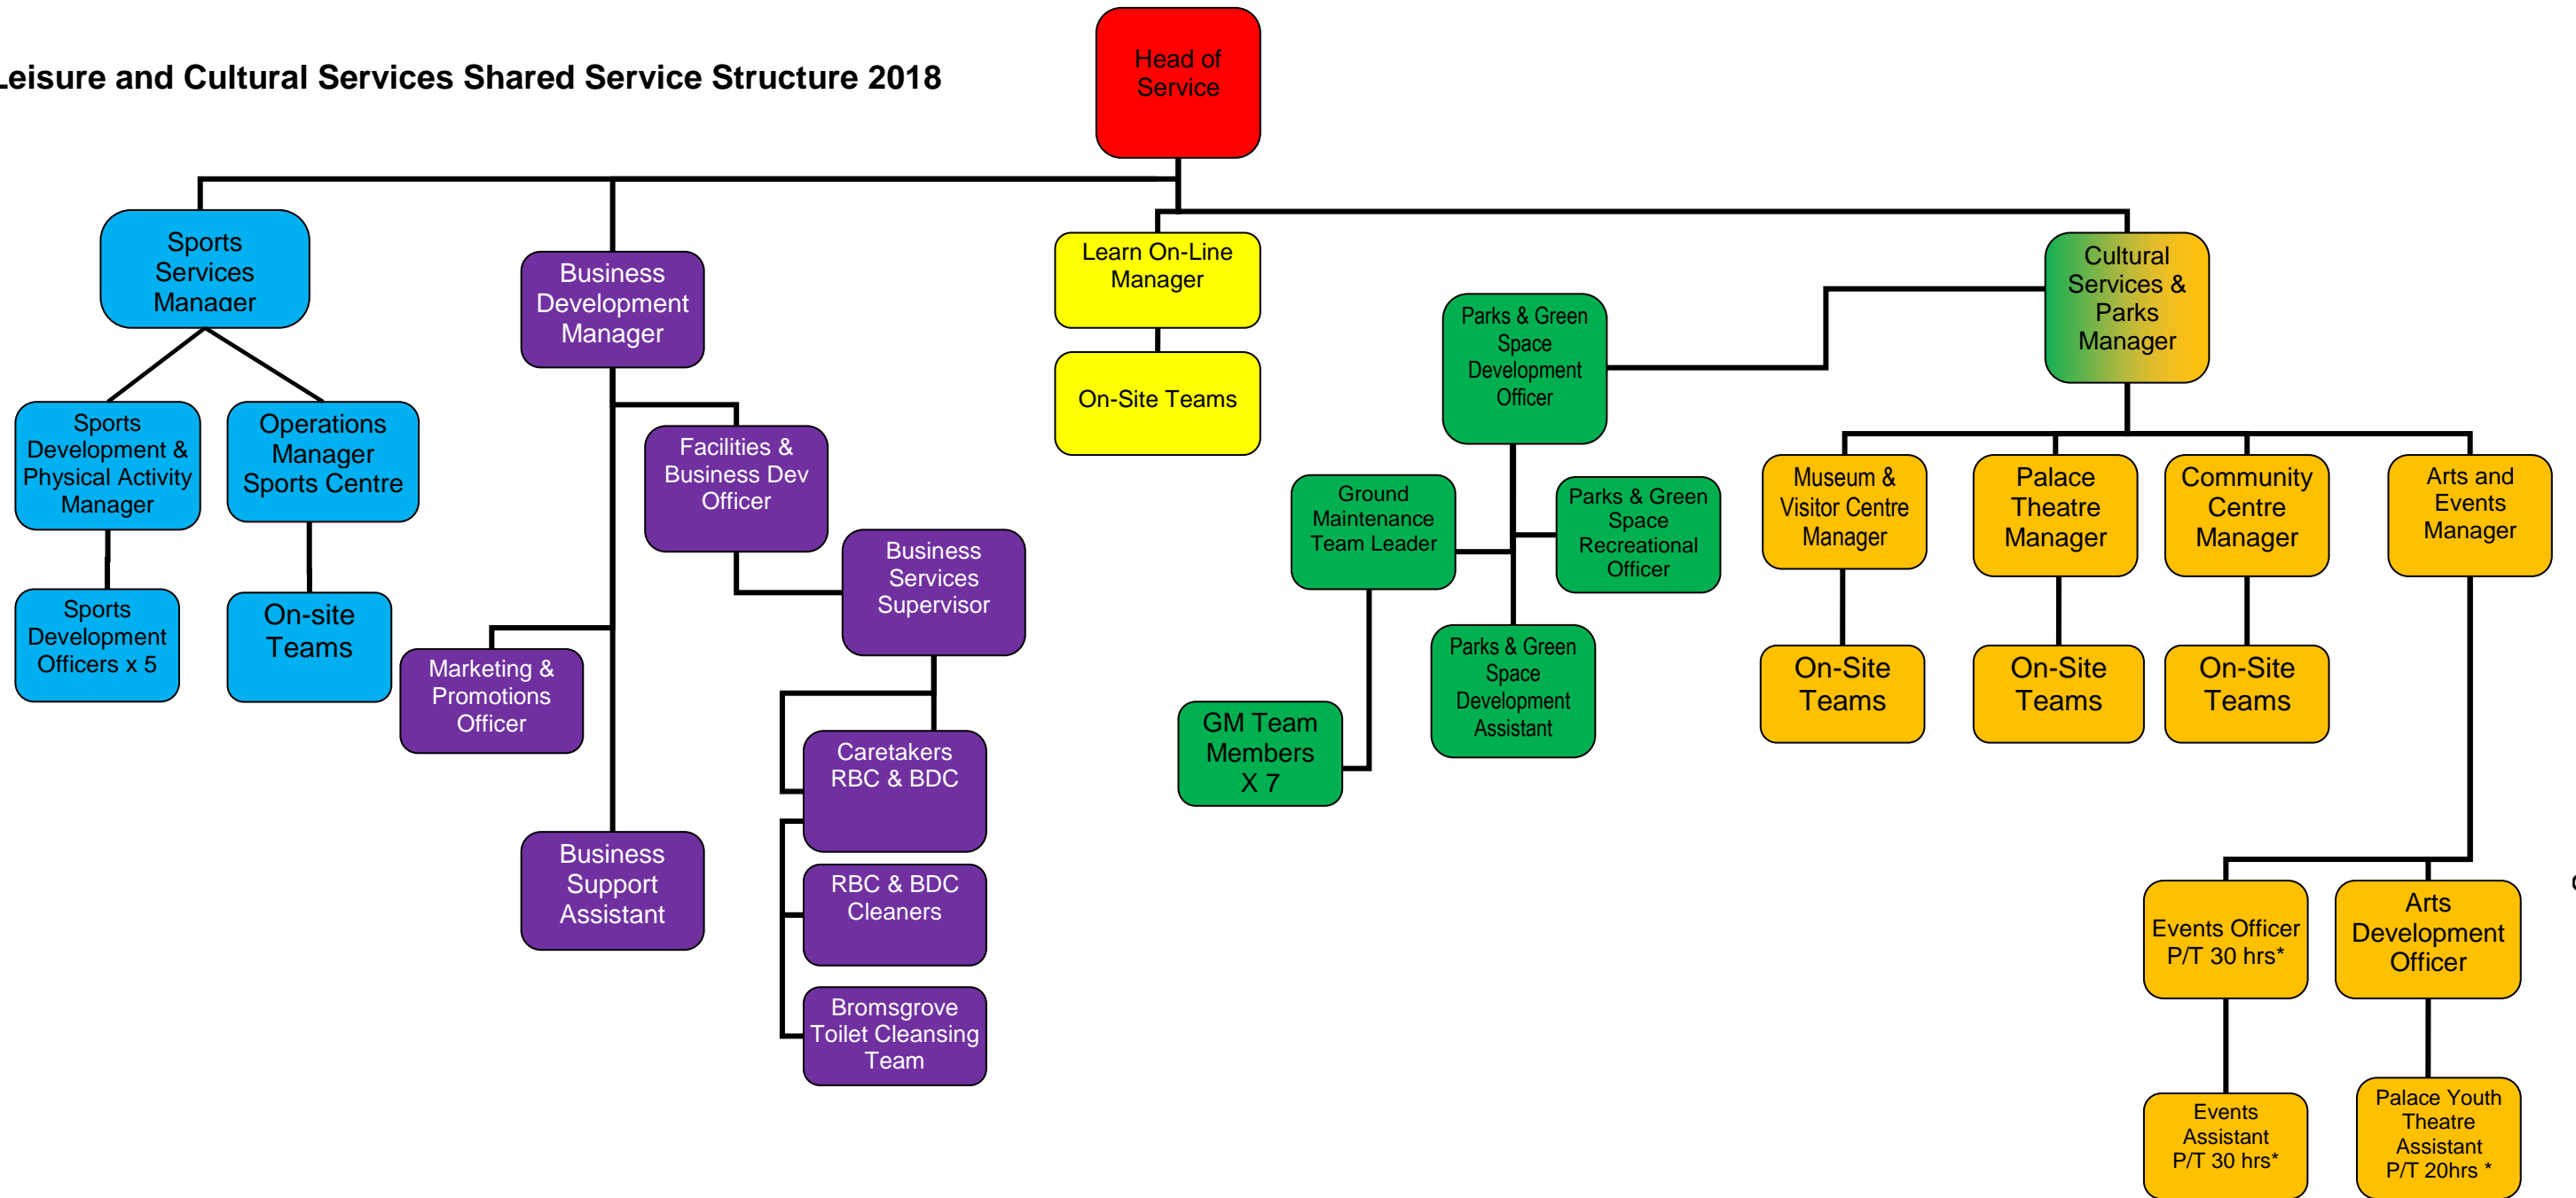 Leisure and Cultural Services Shared Service Structure 2018
Head of
Service
Sports
Services
Manager
Business
Development
Manager
Learn On-Line
Manager
Cultural
Services &
Parks
Manager
Parks & Green
Space
Development
Officer
On-Site Teams
Sports
Development &
Physical Activity
Manager
Operations
Manager
Sports Centre
Facilities &
Business Dev
Officer
Ground
Maintenance
Team Leader
Parks & Green
Space
Recreational
Officer
Museum &
Visitor Centre
Manager
Palace
Theatre
Manager
Community
Centre
Manager
Arts and
Events
Manager
Business
Services
Supervisor
Sports
Development
Officers x 5
On-site
Teams
Marketing &
Promotions
Officer
Parks & Green
Space
Development
Assistant
On-Site
Teams
On-Site
Teams
On-Site
Teams
GM Team
Members
X 7
Caretakers
RBC & BDC
Business
Support
Assistant
RBC & BDC
Cleaners
Events Officer
P/T 30 hrs*
Arts
Development
Officer
Bromsgrove
Toilet Cleansing
Team
Events
Assistant
P/T 30 hrs*
Palace Youth
Theatre
Assistant
P/T 20hrs *